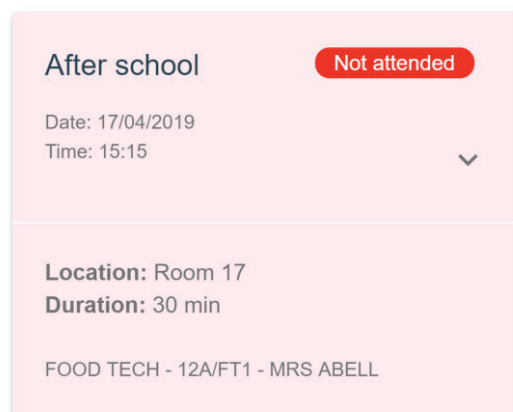 After school
Not attended
Date: 17/04/2019
Time: 15:15
Location: Room 17
Duration: 30 min
FOOD TECH - 12A/FT1 - MRS ABELL